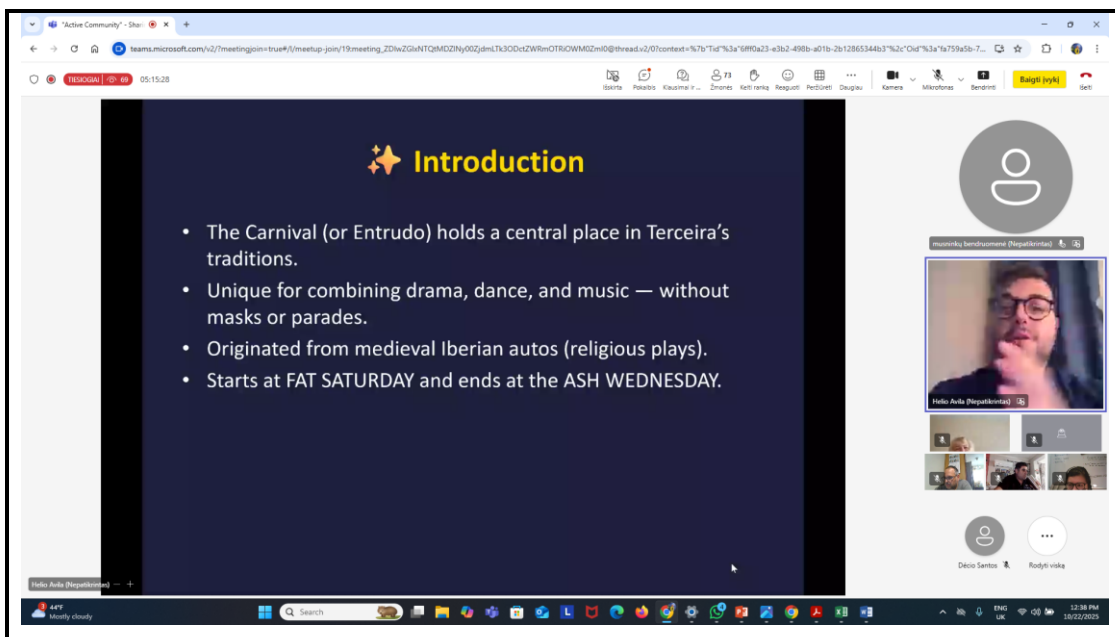 "Active Community" - Shar
teams.microsoft.com/v2/?meetingjoin=true#/l/meetup-join/19:meeting_ZDIwZGIxNTQtMDZlNy00ZjdmLTk3ODctZWRmOTRiOWM0Zml0@thread.v2/0?context=%7b"Tid"%3a"6fff0a23-e3b2-498b-a01b-2b12865344b3"%2c"Oid"%3a"fa759a5b-7...
TIESIOGIAI 69 05:15:28
Išskirta Pokalbis Klausimai ir ... 73 Žmonės Kelti ranką Reaguoti Peržiūrėti Daugiau Kamera Mikrofonas Bendrinti Baigti įvykį Išeiti
✨ Introduction
• The Carnival (or Entrudo) holds a central place in Terceira's
traditions.
• Unique for combining drama, dance, and music — without
masks or parades.
• Originated from medieval Iberian autos (religious plays).
• Starts at FAT SATURDAY and ends at the ASH WEDNESDAY.
musninkų bendruomenė (Nepatikrintas)
Helio Avila (Nepatikrintas)
Décio Santos
Rodyti viską
Helio Avila (Nepatikrintas)
3
44°F
Mostly cloudy
Search
ENG
UK
12:38 PM
10/22/2025